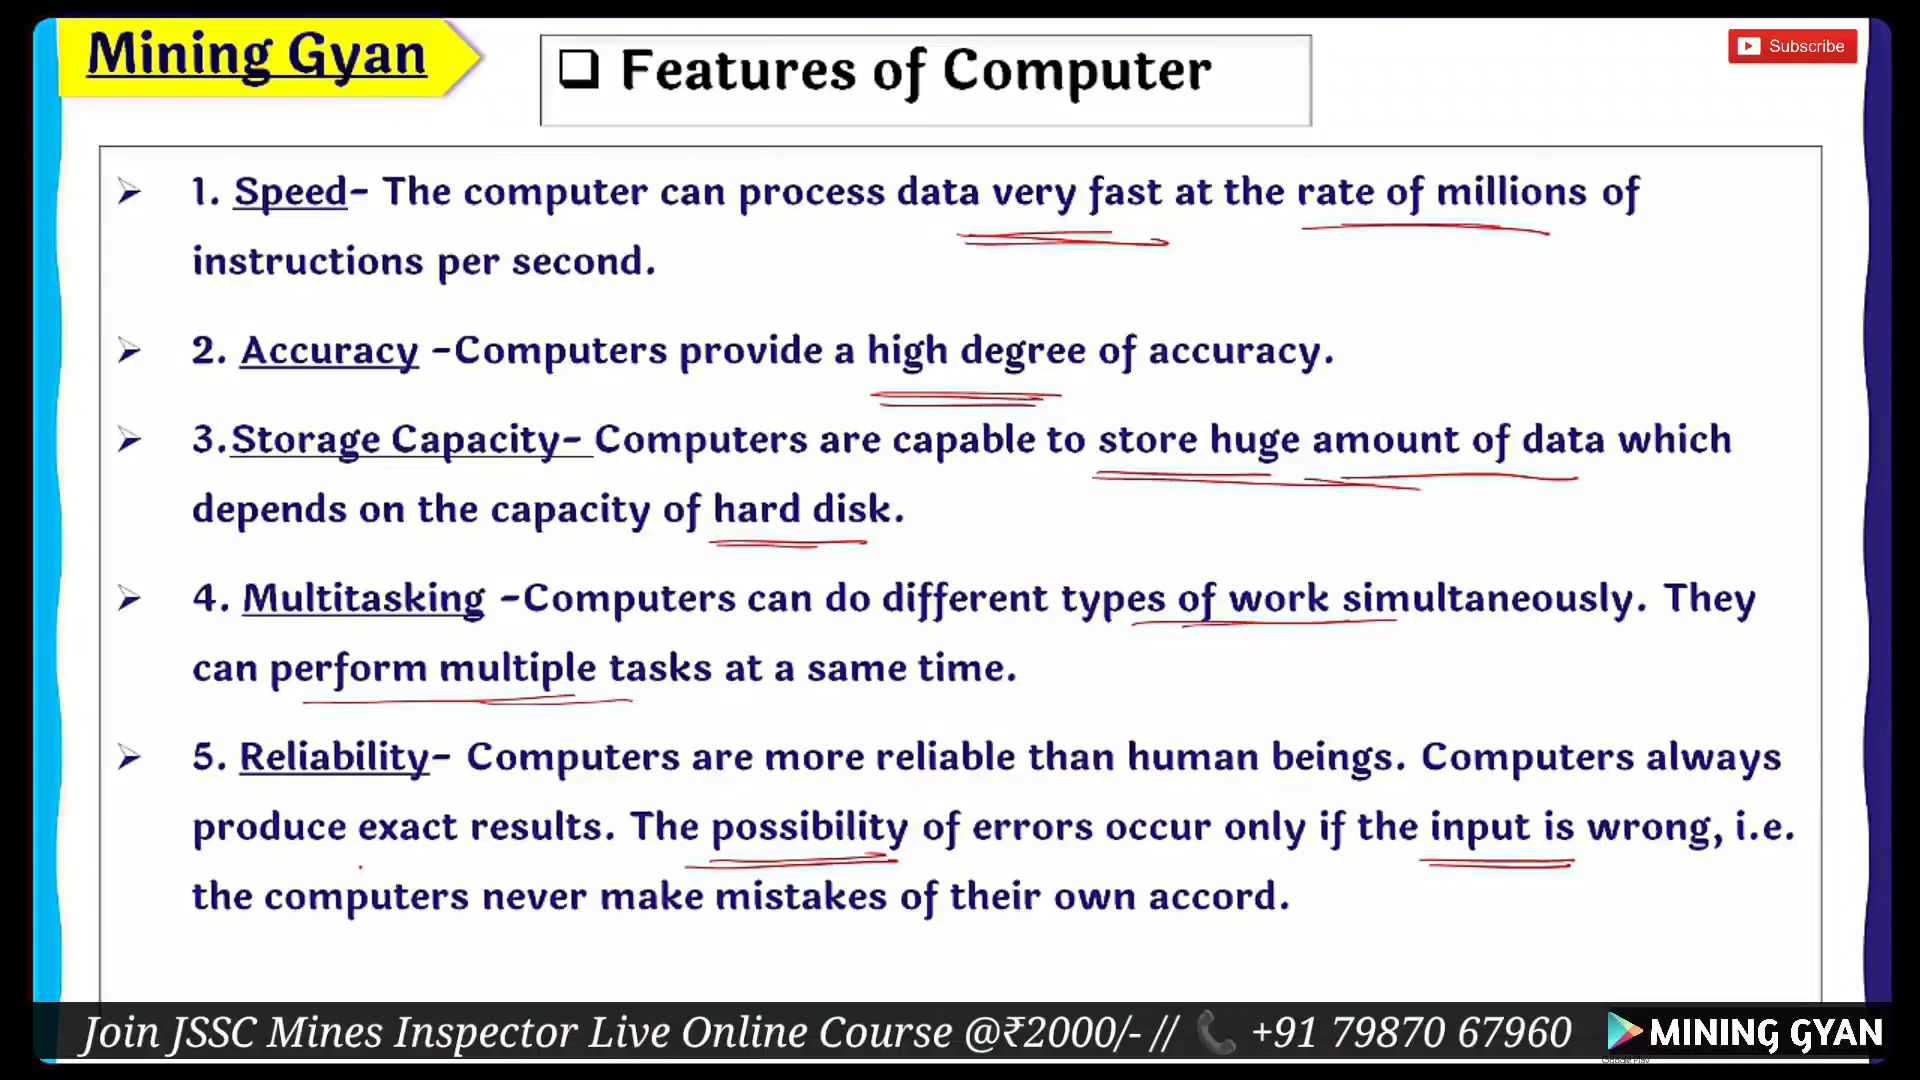 Mining Gyan
Features of Computer
Subscribe
1. Speed- The computer can process data very fast at the rate of millions of
instructions per second.
2. Accuracy -Computers provide a high degree of accuracy.
3.Storage Capacity- Computers are capable to store huge amount of data which
depends on the capacity of hard disk.
4. Multitasking -Computers can do different types of work simultaneously. They
can perform multiple tasks at a same time.
5. Reliability- Computers are more reliable than human beings. Computers always
produce exact results. The possibility of errors occur only if the input is wrong, i.e.
the computers never make mistakes of their own accord.
Join JSSC Mines Inspector Live Online Course @₹2000/- // 📞 +91 79870 67960
MINING GYAN
Google Play